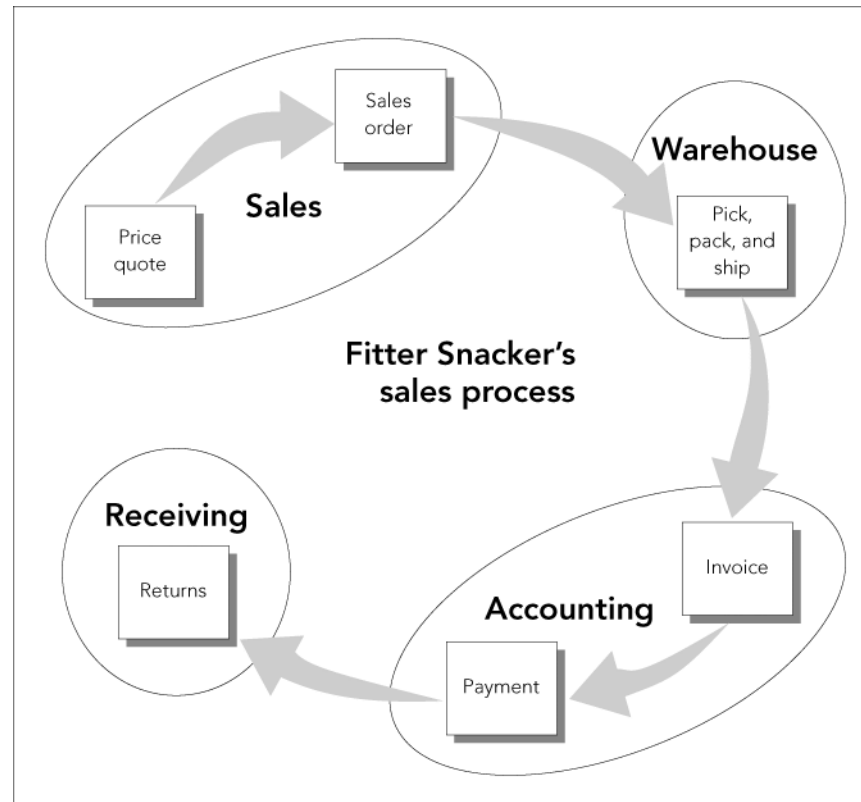 Sales
order
Price
quote
Sales
Warehouse
Pick,
pack, and
ship
Fitter Snacker’s
sales process
Receiving
Returns
Accounting
Invoice
Payment